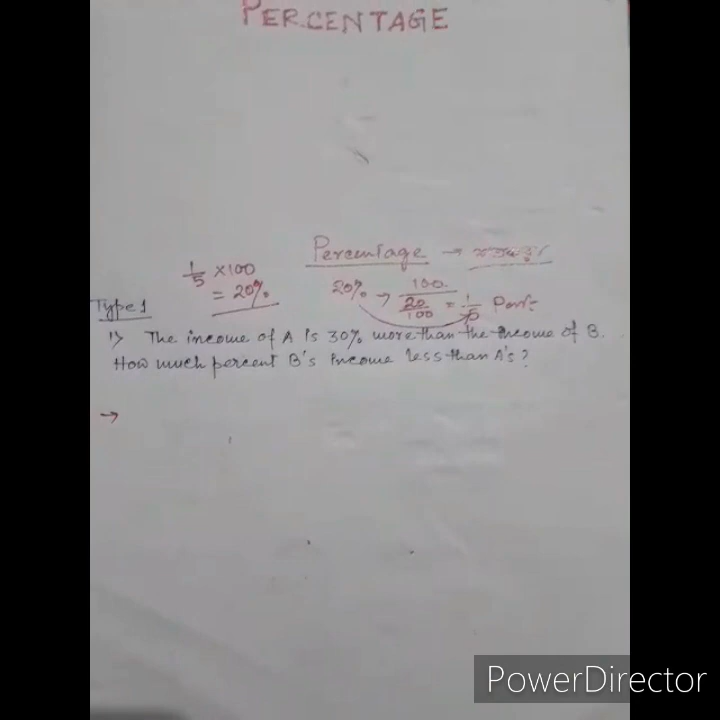 PERCENTAGE
Percentage →
1/5 ×100
= 20%
20% → 100
20/100 = 1/5 Part
Type 1
1> The income of A is 30% more than the income of B.
How much percent B's income less than A's?
→
PowerDirector